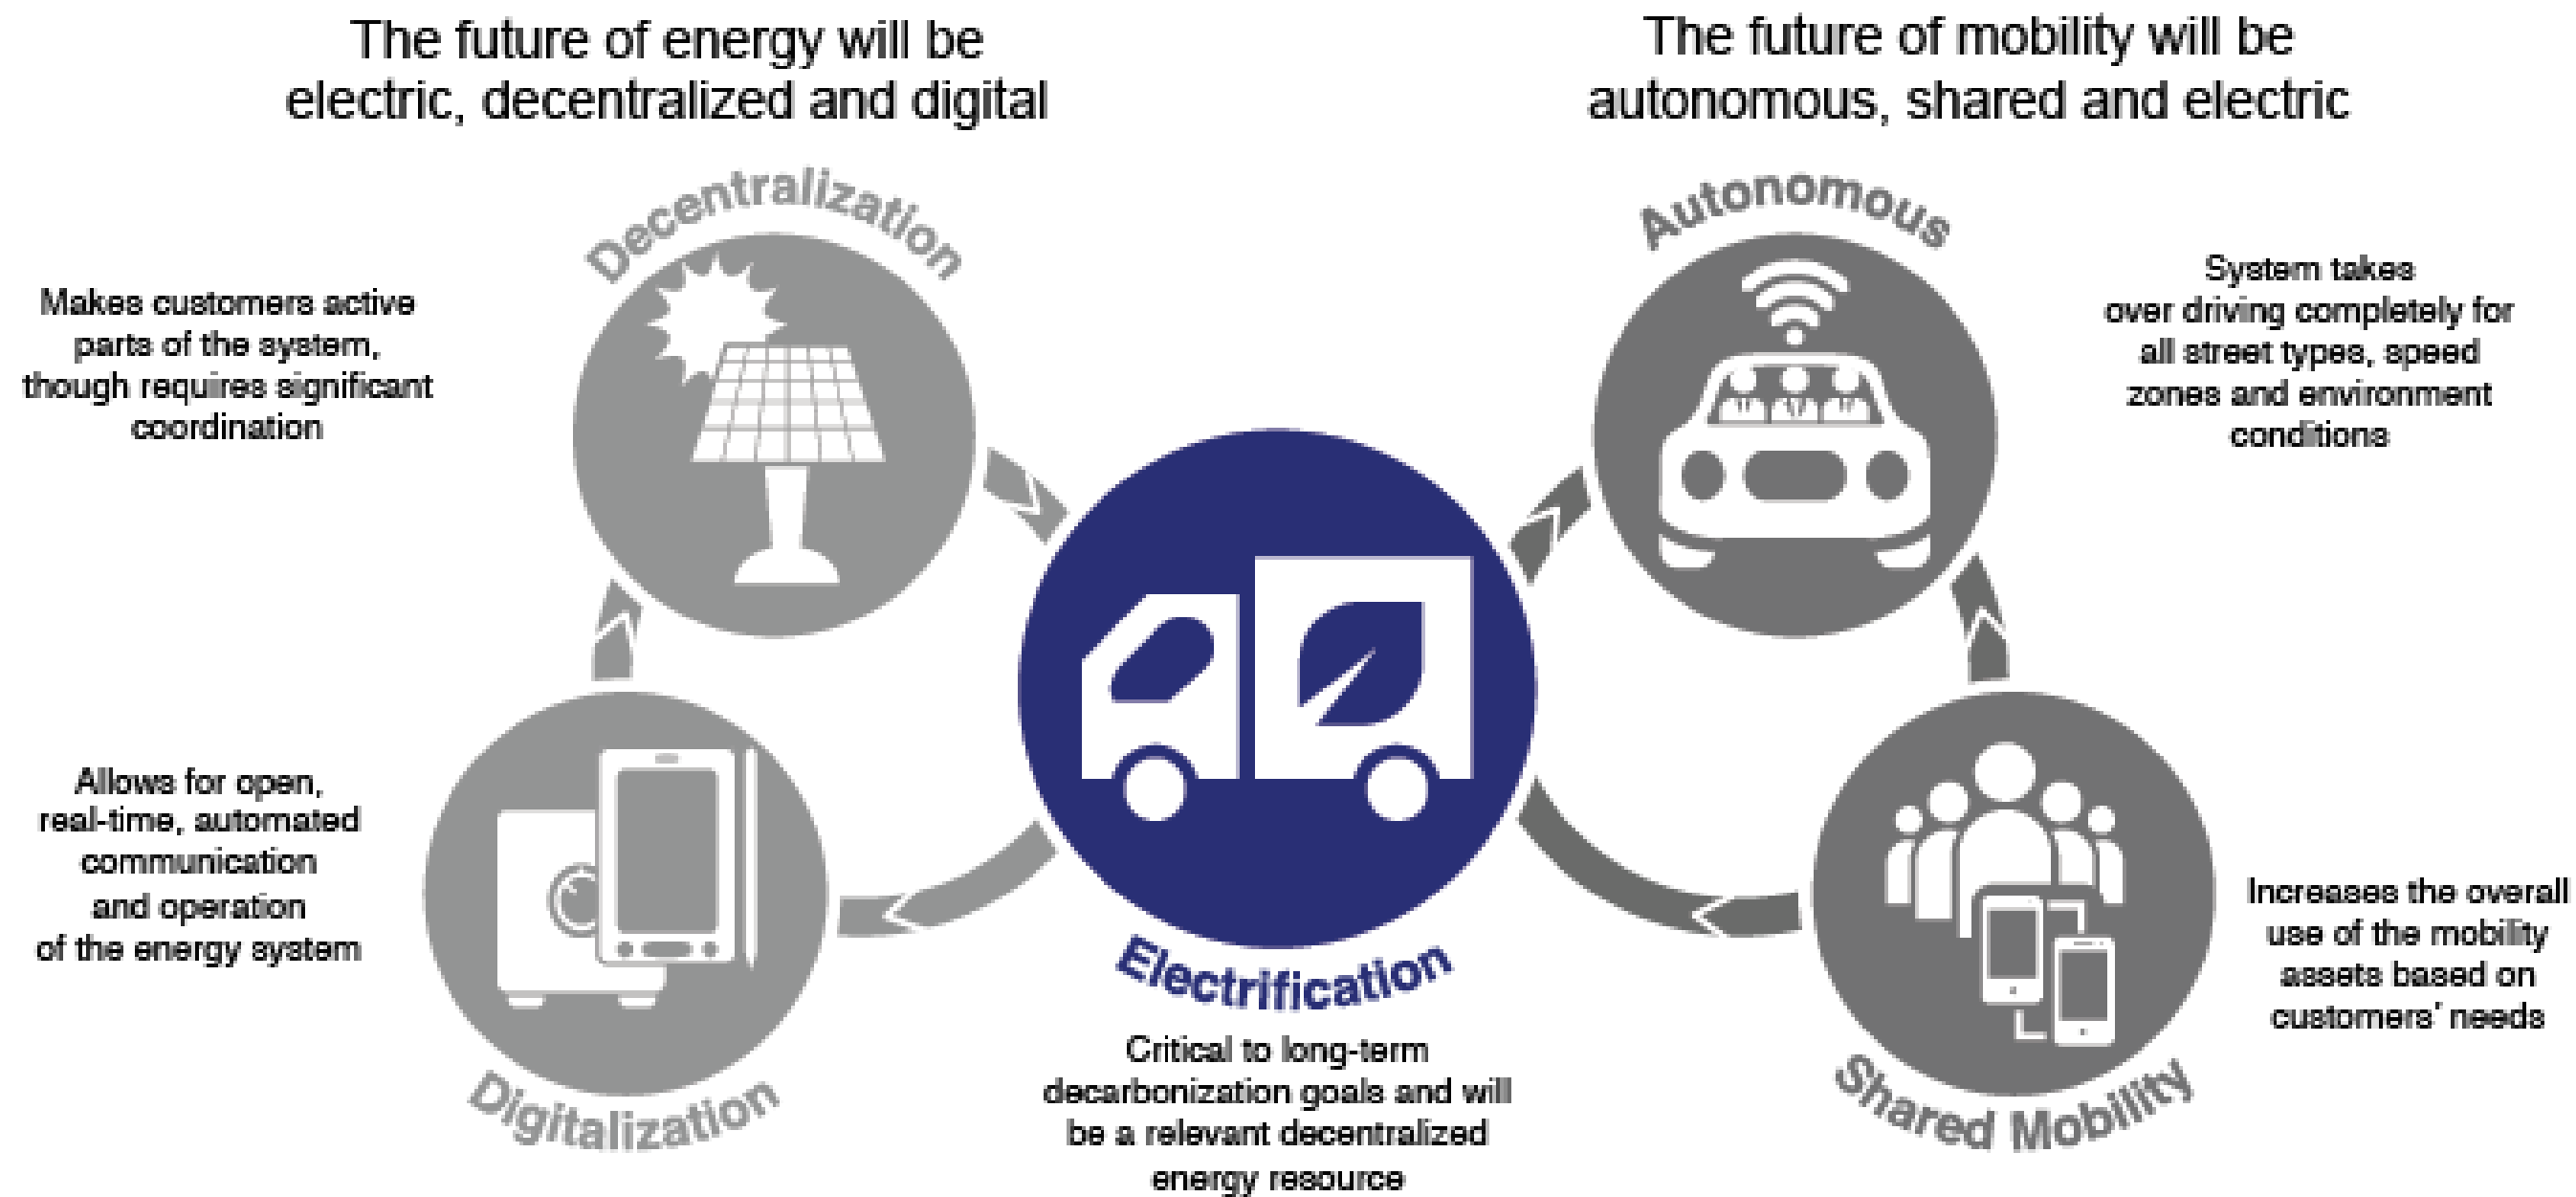 The future of energy will be
electric, decentralized and digital
The future of mobility will be
autonomous, shared and electric
Decentralization
Makes customers active
parts of the system,
though requires significant
coordination
Autonomous
System takes
over driving completely for
all street types, speed
zones and environment
conditions
Allows for open,
real-time, automated
communication
and operation
of the energy system
Digitalization
Electrification
Critical to long-term
decarbonization goals and will
be a relevant decentralized
energy resource
Increases the overall
use of the mobility
assets based on
customers' needs
Shared Mobility